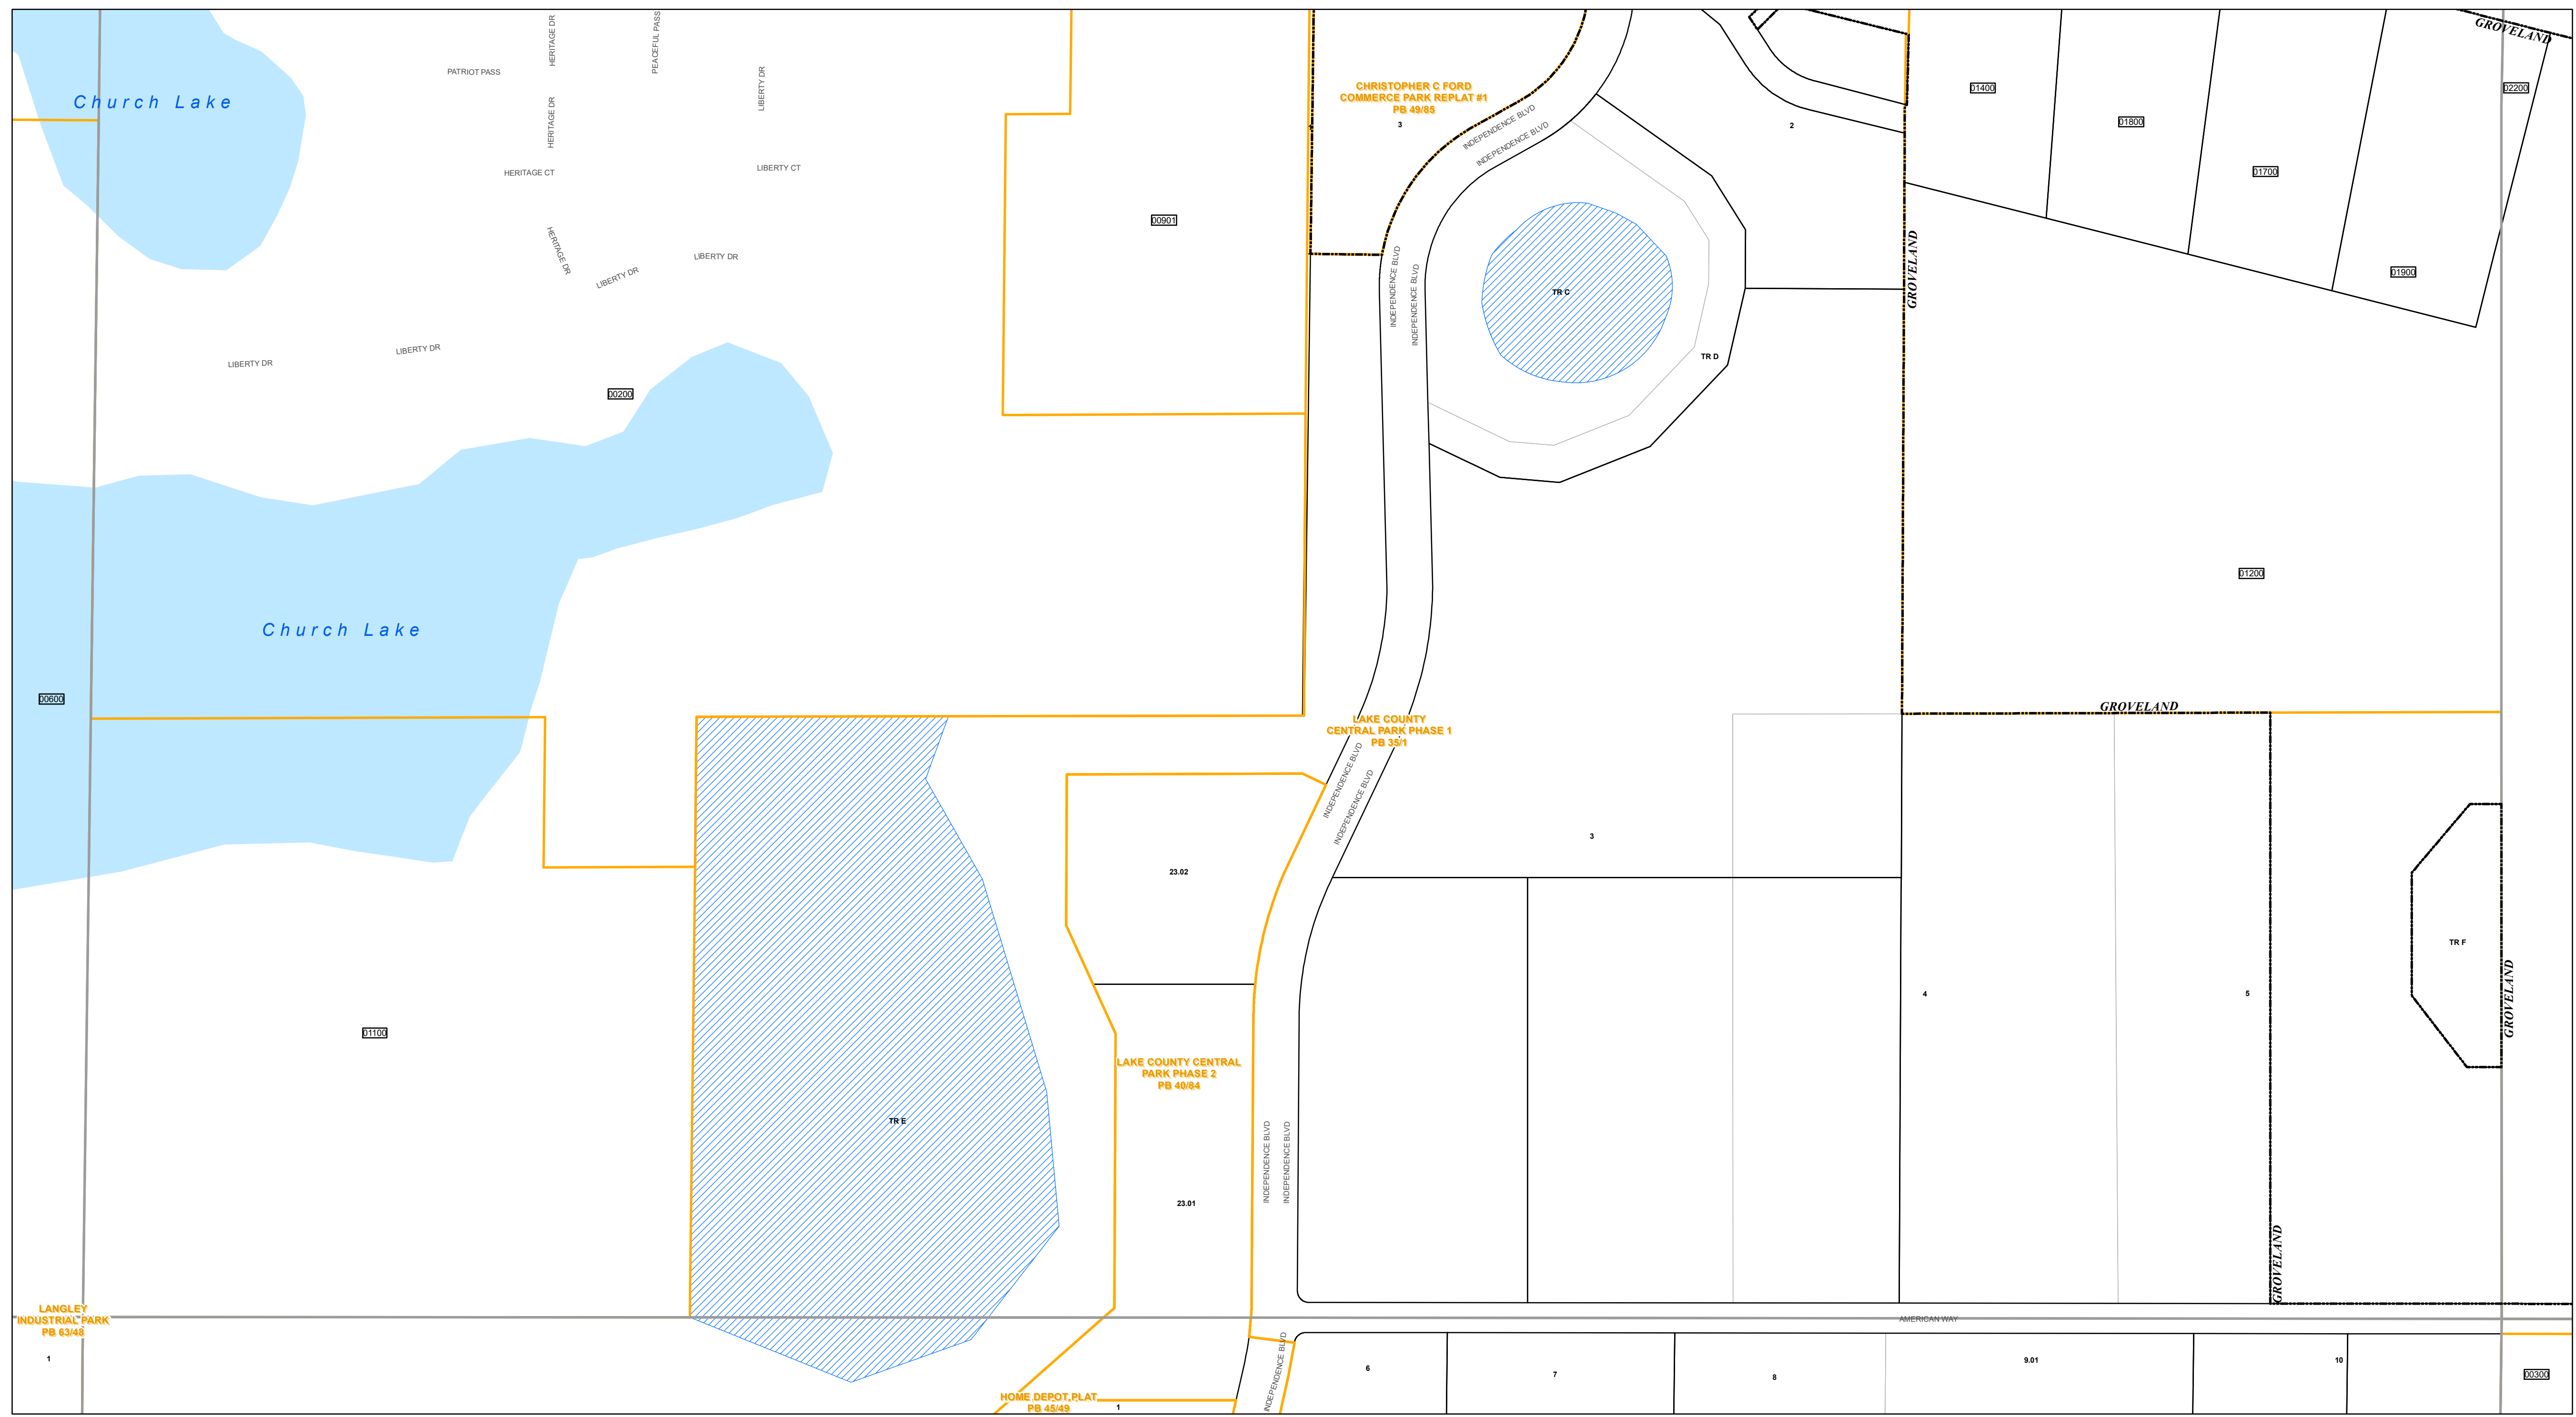 HERITAGE DR
PEACEFUL PASS
GROVELAND
PATRIOT PASS
LIBERTY DR
CHRISTOPHER C FORD
COMMERCE PARK REPLAT #1
PB 49/85
Church Lake
01400
02200
HERITAGE DR
3
2
01800
INDEPENDENCE BLVD
INDEPENDENCE BLVD
HERITAGE CT
LIBERTY CT
01700
00901
HERITAGE DR
LIBERTY DR
LIBERTY DR
GROVELAND
01900
INDEPENDENCE BLVD
INDEPENDENCE BLVD
TR C
LIBERTY DR
LIBERTY DR
TR D
00200
01200
Church Lake
00600
GROVELAND
LAKE COUNTY
CENTRAL PARK PHASE 1
PB 35/1
INDEPENDENCE BLVD
INDEPENDENCE BLVD
3
23.02
TR F
4
5
GROVELAND
01100
LAKE COUNTY CENTRAL
PARK PHASE 2
PB 40/84
TR E
INDEPENDENCE BLVD
INDEPENDENCE BLVD
23.01
GROVELAND
LANGLEY
INDUSTRIAL PARK
PB 63/48
AMERICAN WAY
1
INDEPENDENCE BLVD
6
7
8
9.01
10
00300
HOME DEPOT PLAT
PB 45/49
1